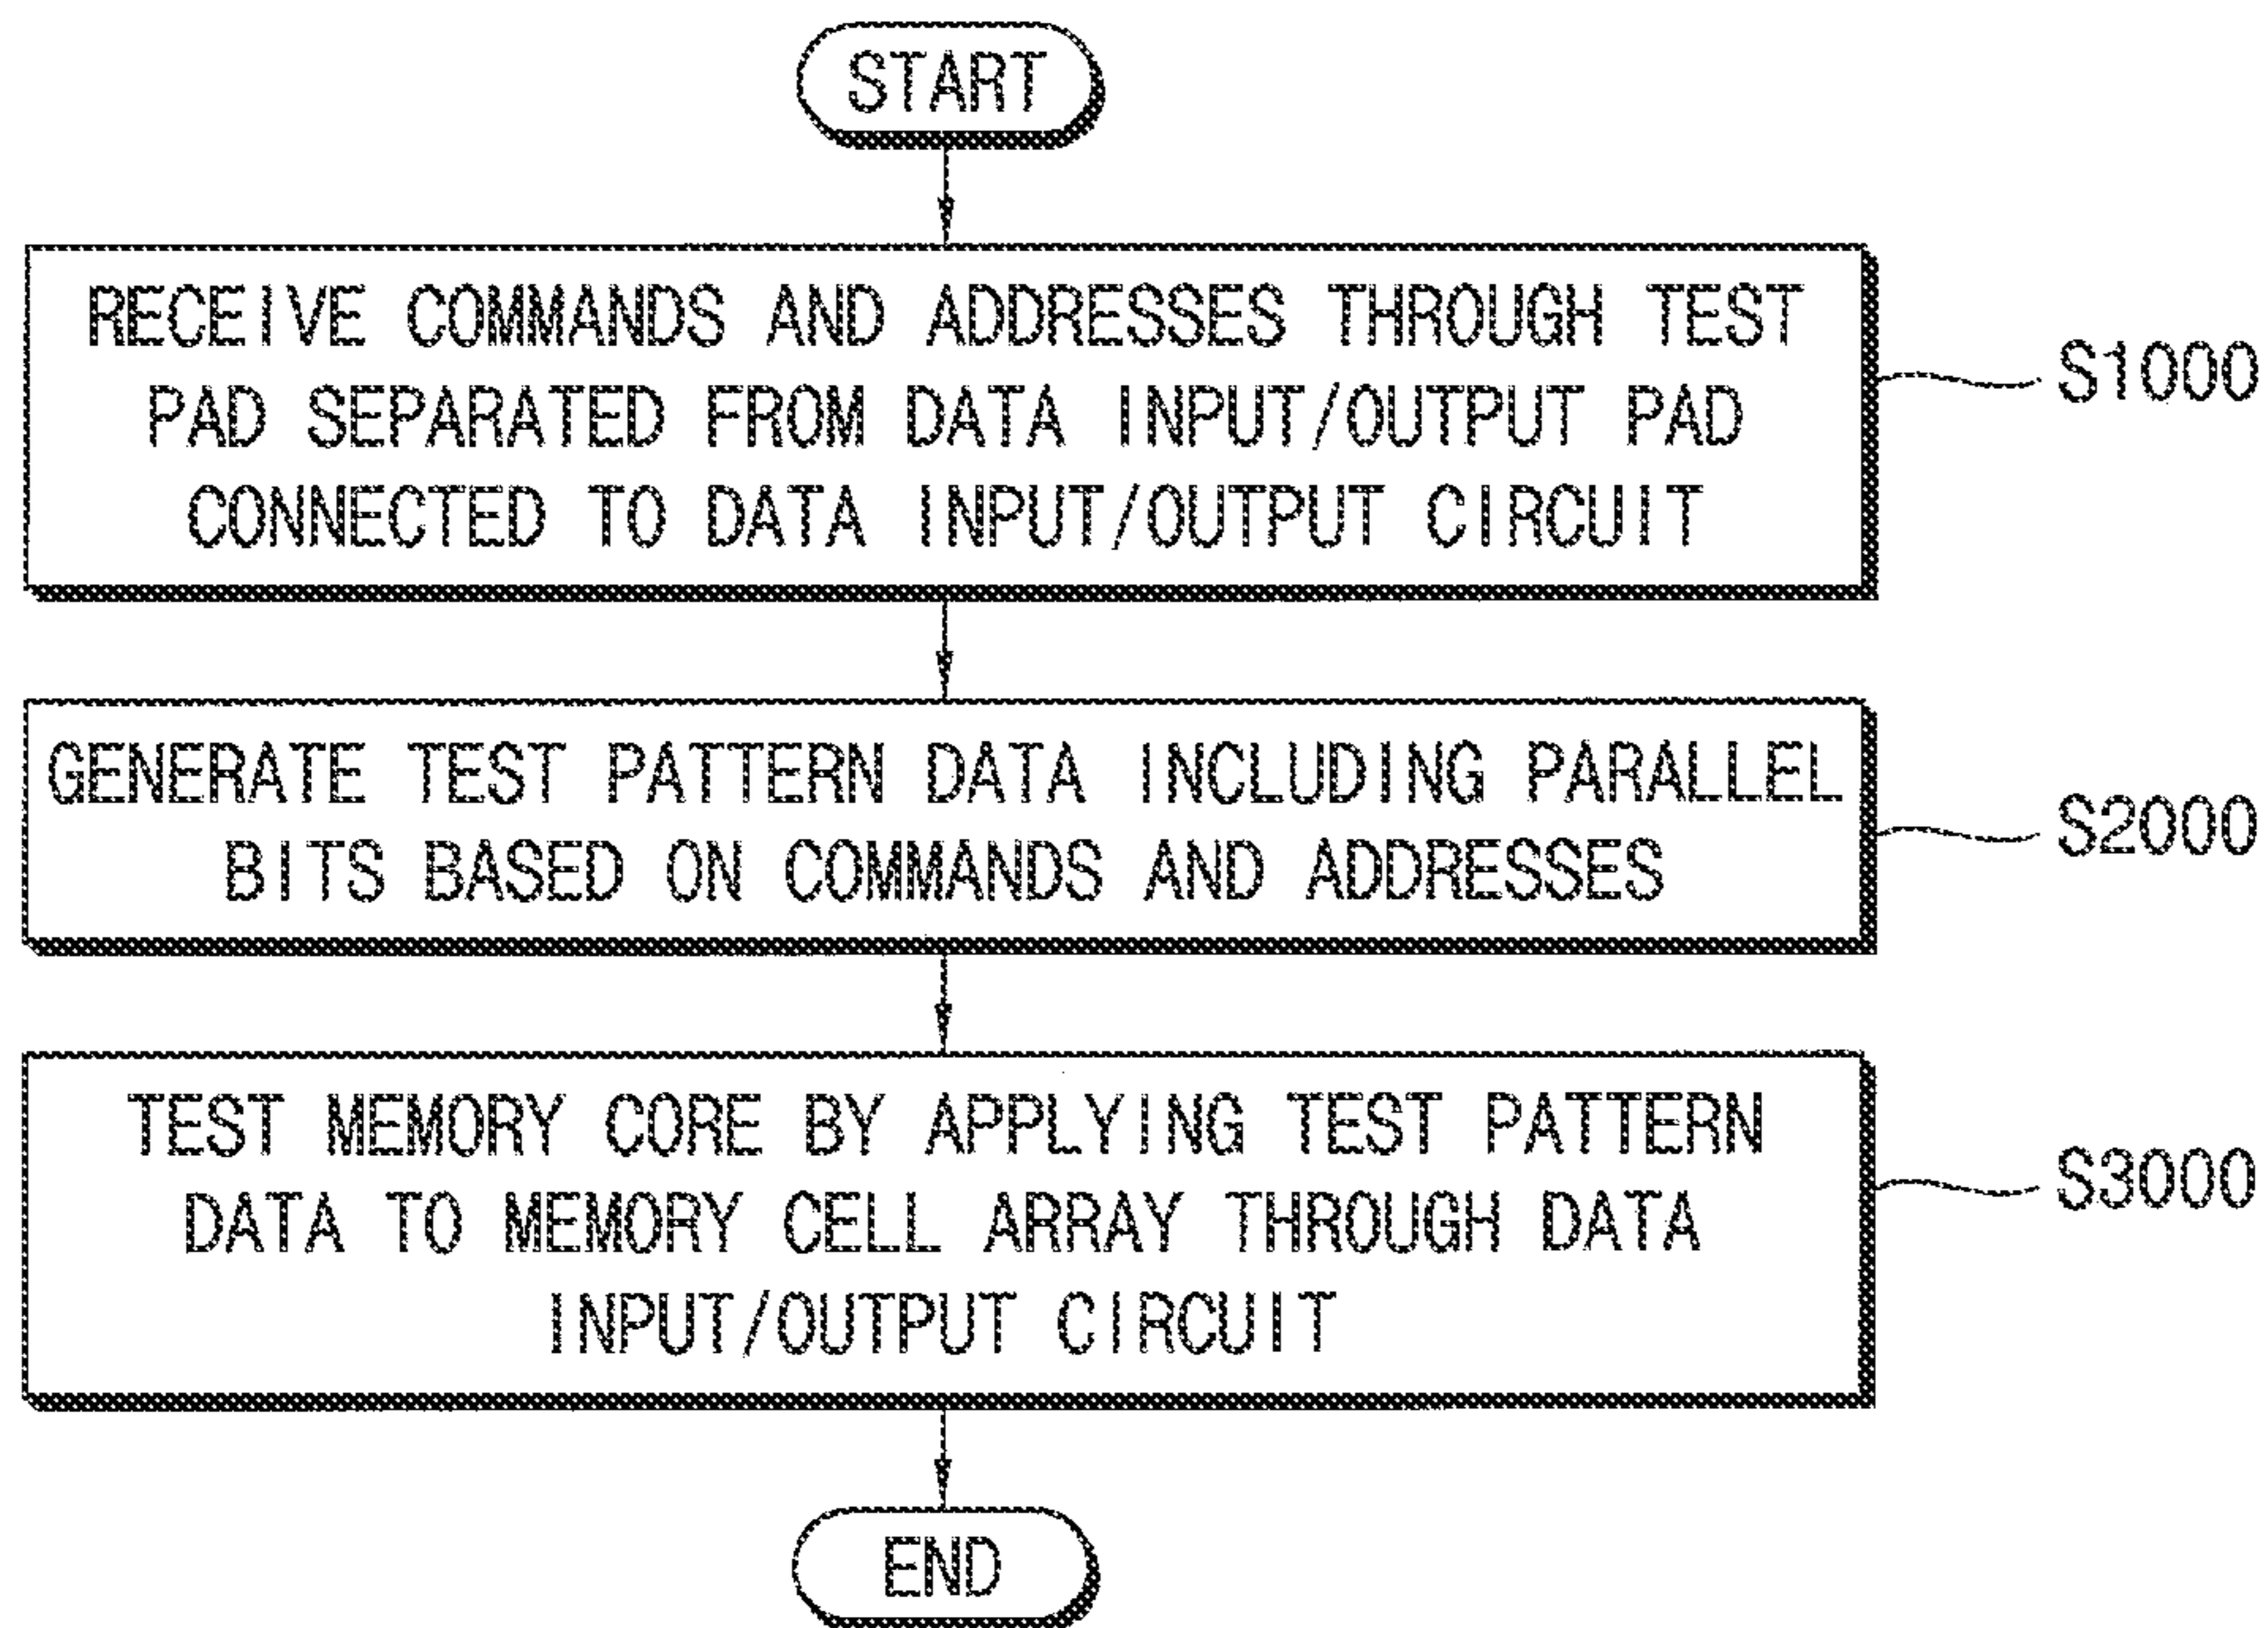 START
RECEIVE COMMANDS AND ADDRESSES THROUGH TEST
PAD SEPARATED FROM DATA INPUT/OUTPUT PAD
CONNECTED TO DATA INPUT/OUTPUT CIRCUIT
S1000
GENERATE TEST PATTERN DATA INCLUDING PARALLEL
BITS BASED ON COMMANDS AND ADDRESSES
S2000
TEST MEMORY CORE BY APPLYING TEST PATTERN
DATA TO MEMORY CELL ARRAY THROUGH DATA
INPUT/OUTPUT CIRCUIT
S3000
END